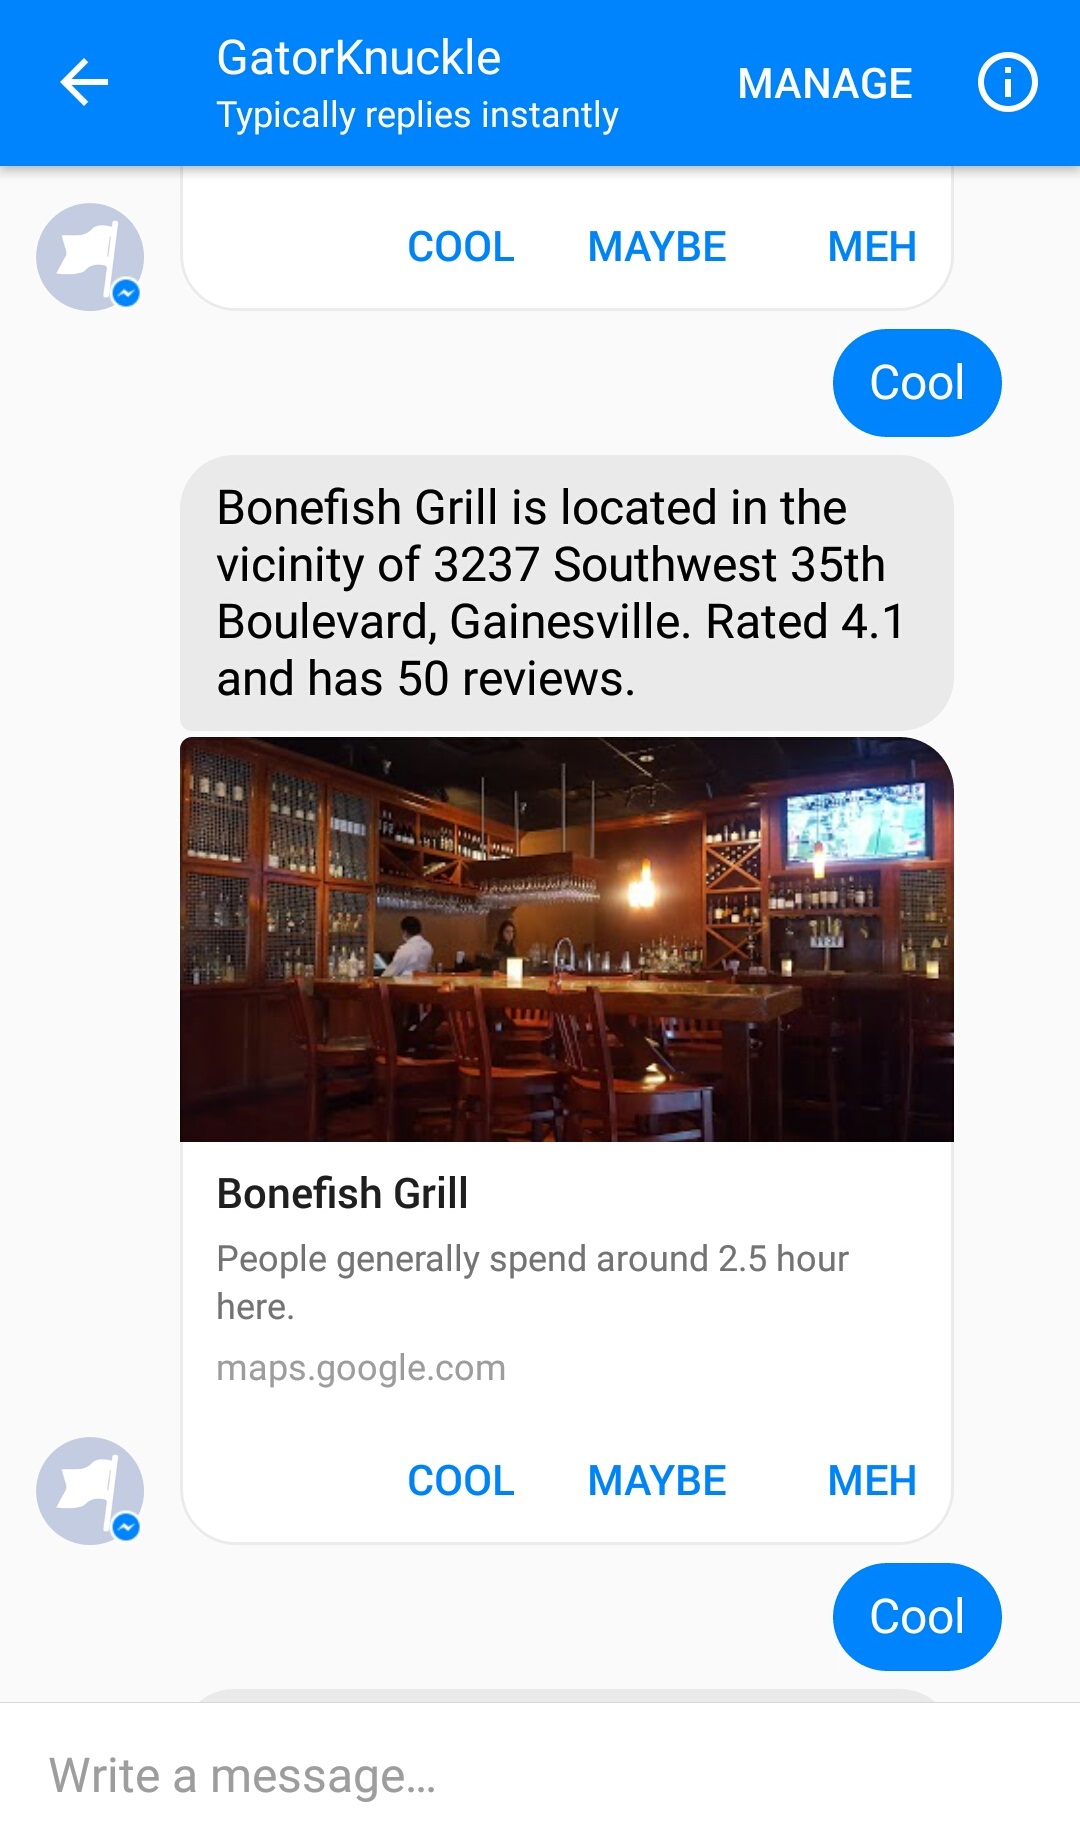 GatorKnuckle
Typically replies instantly
MANAGE
COOL MAYBE MEH
Cool
Bonefish Grill is located in the
vicinity of 3237 Southwest 35th
Boulevard, Gainesville. Rated 4.1
and has 50 reviews.
Bonefish Grill
People generally spend around 2.5 hour
here.
maps.google.com
COOL MAYBE MEH
Cool
Write a message...